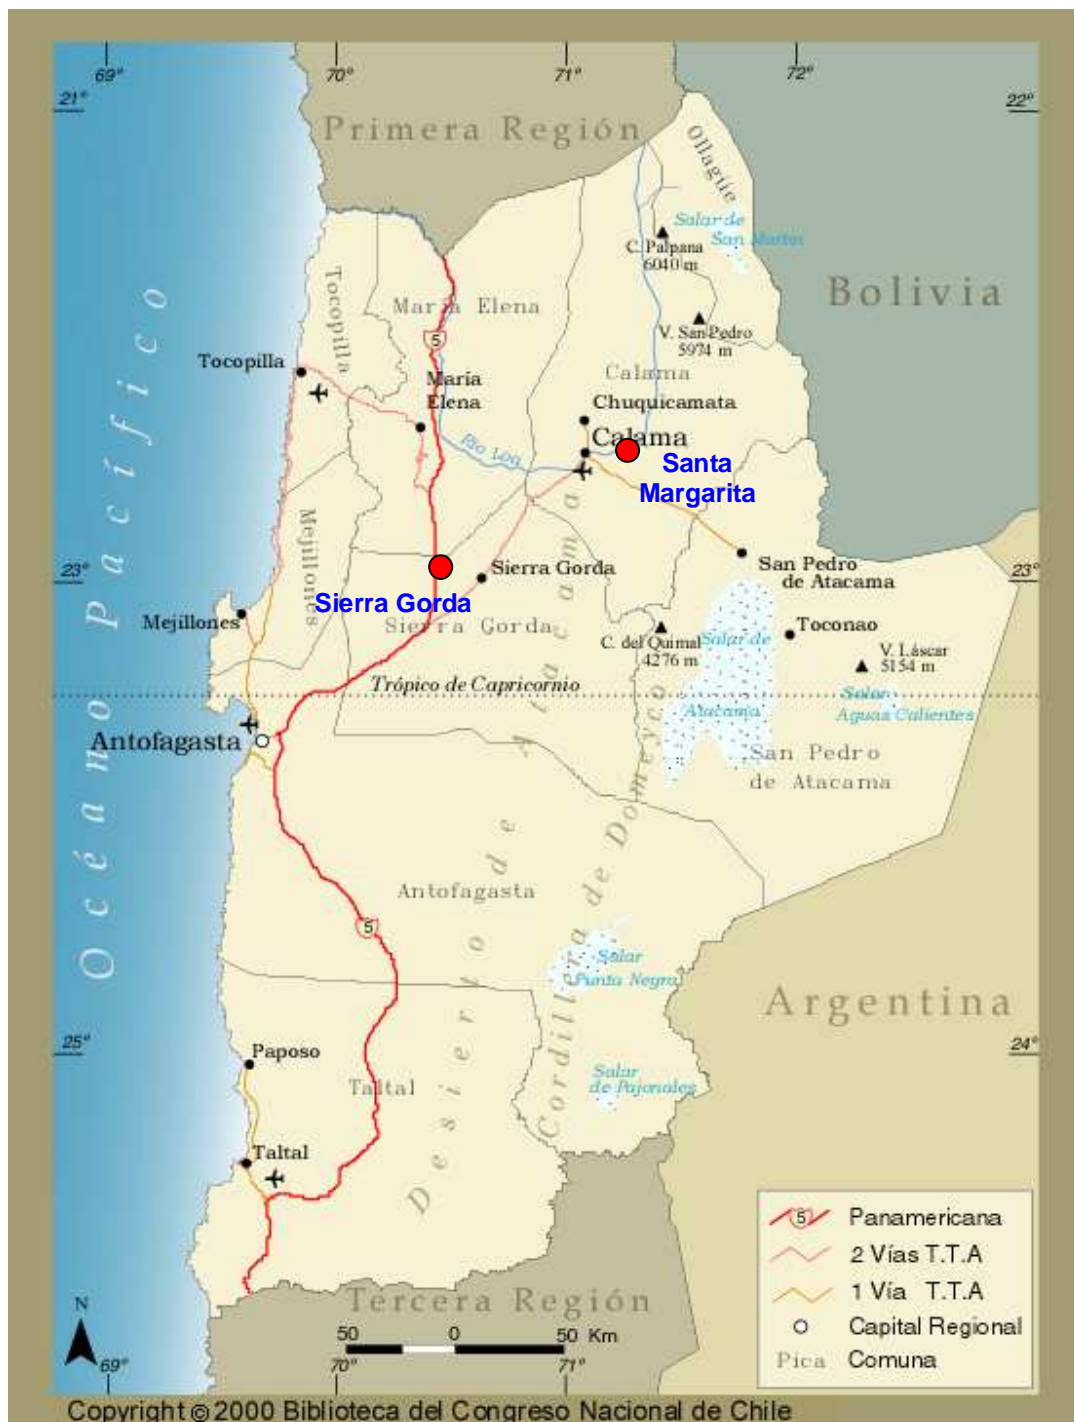 69°
70°
71°
72°
21°
22°
Primera Región
Ollagüe
Salar de
San Martín
C. Palpana
6040 m
Bolivia
María Elena
Tocopilla
5
V. San Pedro
5974 m
Tocopilla
María
Elena
Calama
Chuquicamata
Calama
Río Loa
Santa
Margarita
Océano Pacífico
Mejillones
23°
23°
Sierra Gorda
San Pedro
de Atacama
Sierra Gorda
Sierra Gorda
Mejillones
C. del Quimal
4276 m
Salar de
Atacama
Toconao
V. Láscar
5154 m
Trópico de Capricornio
Salar
Aguas Calientes
Antofagasta
San Pedro
de Atacama
Desierto de Atacama
Cordillera de Domeyco
Antofagasta
5
Salar
Punta Negra
Argentina
25°
24°
Paposo
Taltal
Salar
de Pajonales
Taltal
5 Panamericana
2 Vías T.T.A
1 Vía T.T.A
Capital Regional
Pica Comuna
Tercera Región
N
50 0 50 Km
69°
70°
71°
Copyright © 2000 Biblioteca del Congreso Nacional de Chile